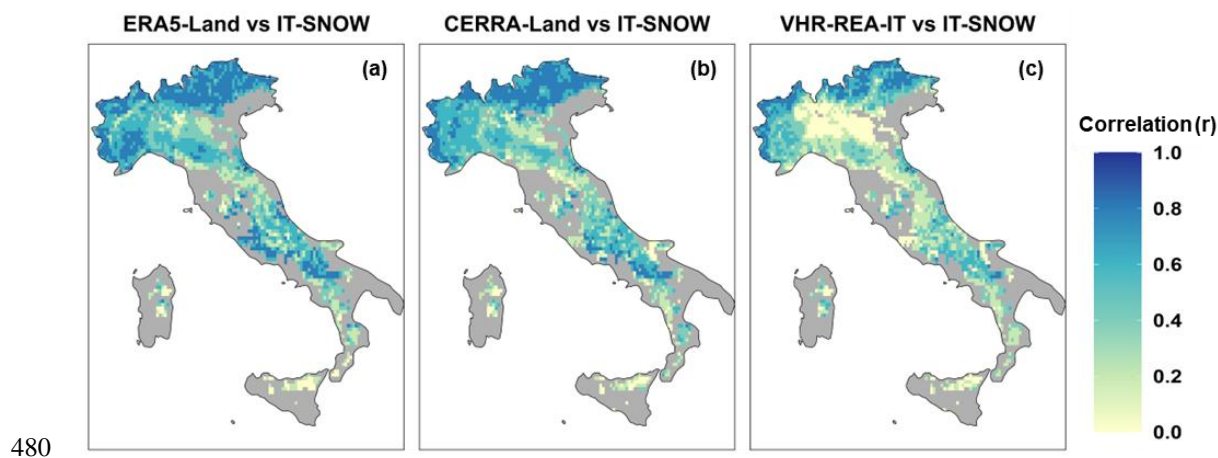 ERA5-Land vs IT-SNOW CERRA-Land vs IT-SNOW VHR-REA-IT vs IT-SNOW
(a) (b) (c)
Correlation (r)
1.0
0.8
0.6
0.4
0.2
0.0
480